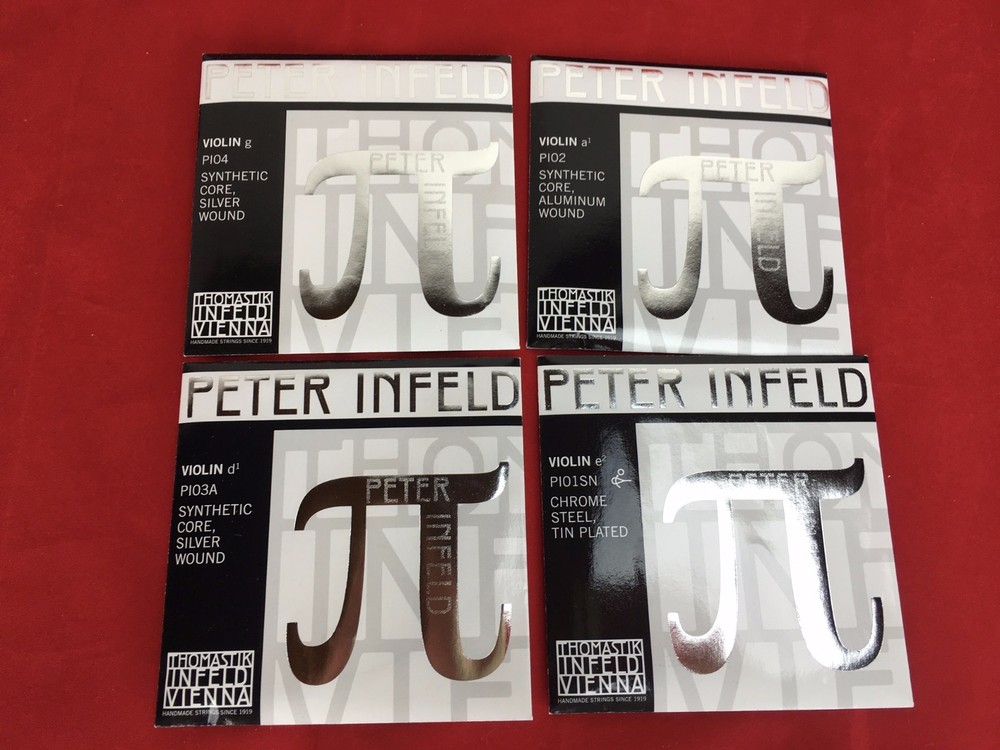 PETER INFELD
VIOLIN g
PI04
SYNTHETIC
CORE,
SILVER
WOUND
PETER
INFELD
THOMASTIK
INFELD
VIENNA
HANDMADE STRINGS SINCE 1919
PETER INFELD
VIOLIN a¹
PI02
SYNTHETIC
CORE,
ALUMINUM
WOUND
PETER
INFELD
THOMASTIK
INFELD
VIENNA
HANDMADE STRINGS SINCE 1919
PETER INFELD
VIOLIN d¹
PI03A
SYNTHETIC
CORE,
SILVER
WOUND
PETER
INFELD
THOMASTIK
INFELD
VIENNA
HANDMADE STRINGS SINCE 1919
PETER INFELD
VIOLIN e²
PI01SN
CHROME
STEEL,
TIN PLATED
PETER
THOMASTIK
INFELD
VIENNA
HANDMADE STRINGS SINCE 1919